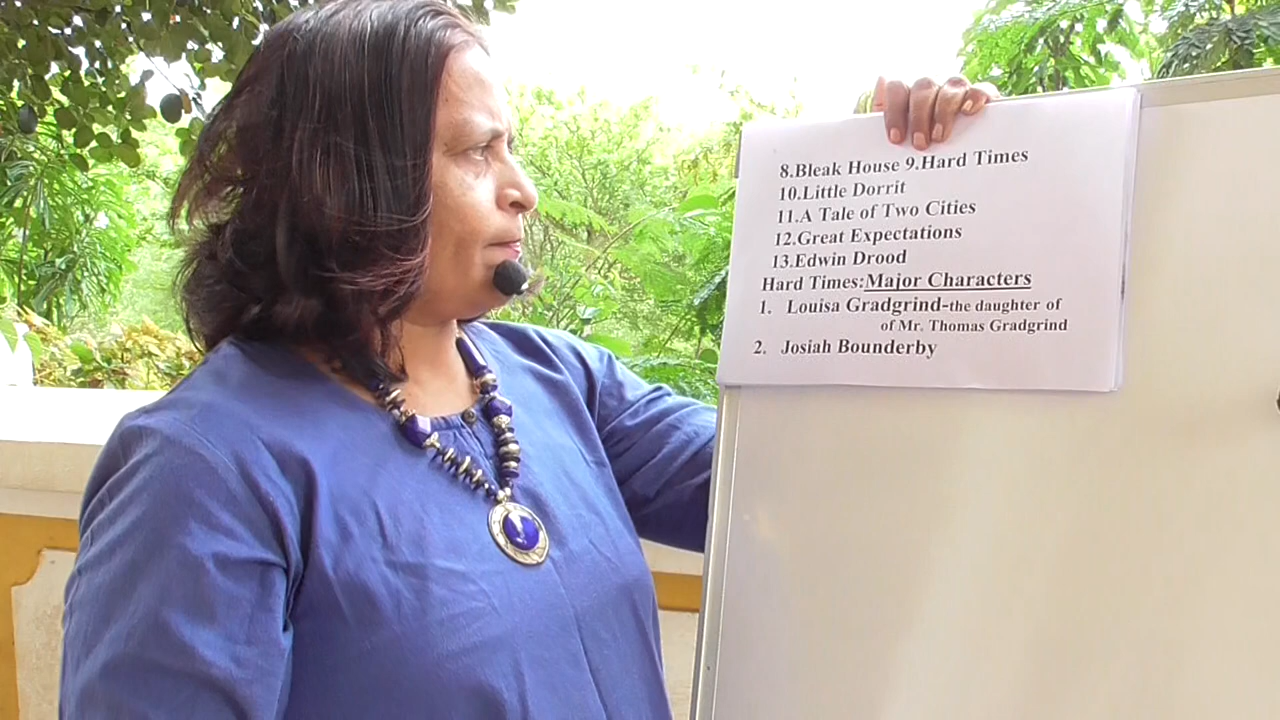 8.Bleak House 9.Hard Times
10.Little Dorrit
11.A Tale of Two Cities
12.Great Expectations
13.Edwin Drood
Hard Times:Major Characters
1. Louisa Gradgrind-the daughter of
of Mr. Thomas Gradgrind
2. Josiah Bounderby